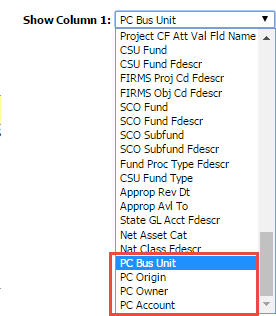 Show Column 1: PC Bus Unit
Project CF Att Val Fld Name
CSU Fund
CSU Fund Fdescr
FIRMS Proj Cd Fdescr
FIRMS Obj Cd Fdescr
SCO Fund
SCO Fund Fdescr
SCO Subfund
SCO Subfund Fdescr
Fund Proc Type Fdescr
CSU Fund Type
Approp Rev Dt
Approp Avl To
State GL Acct Fdescr
Net Asset Cat
Nat Class Fdescr
PC Bus Unit
PC Origin
PC Owner
PC Account